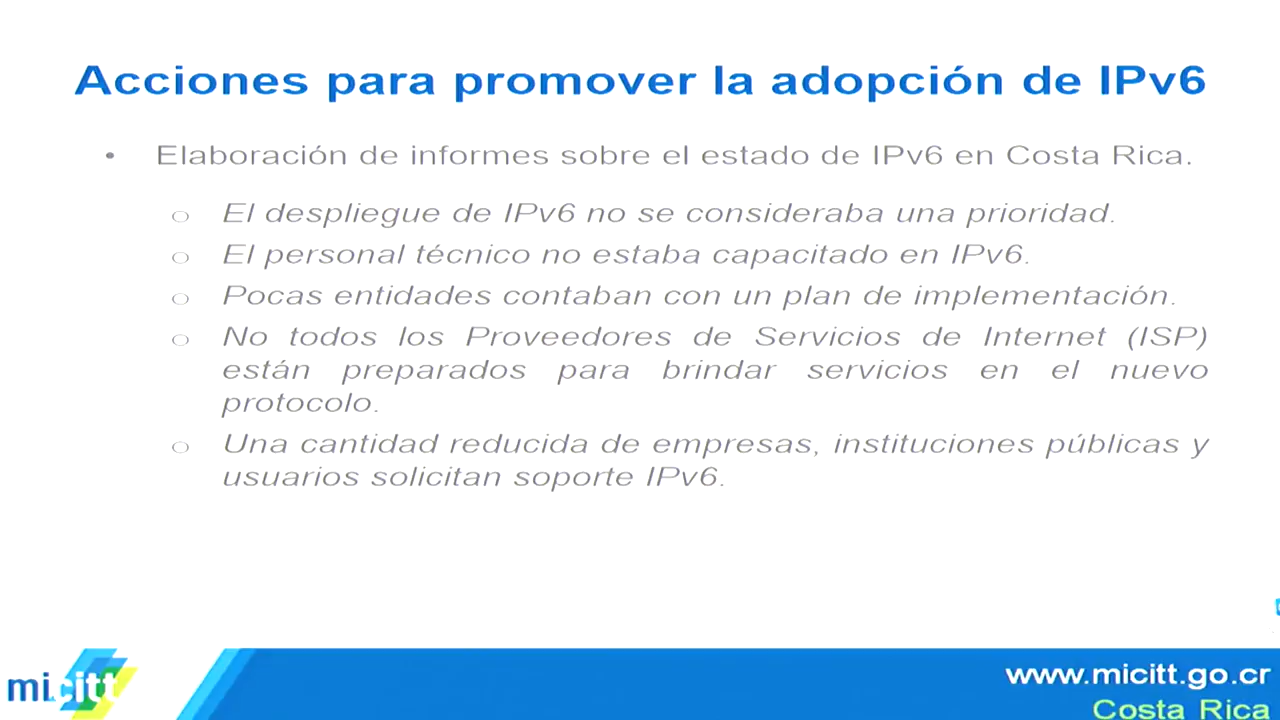 Acciones para promover la adopción de IPv6
• Elaboración de informes sobre el estado de IPv6 en Costa Rica.
o El despliegue de IPv6 no se consideraba una prioridad.
o El personal técnico no estaba capacitado en IPv6.
o Pocas entidades contaban con un plan de implementación.
o No todos los Proveedores de Servicios de Internet (ISP)
están preparados para brindar servicios en el nuevo
protocolo.
o Una cantidad reducida de empresas, instituciones públicas y
usuarios solicitan soporte IPv6.
micitt
www.micitt.go.cr
Costa Rica